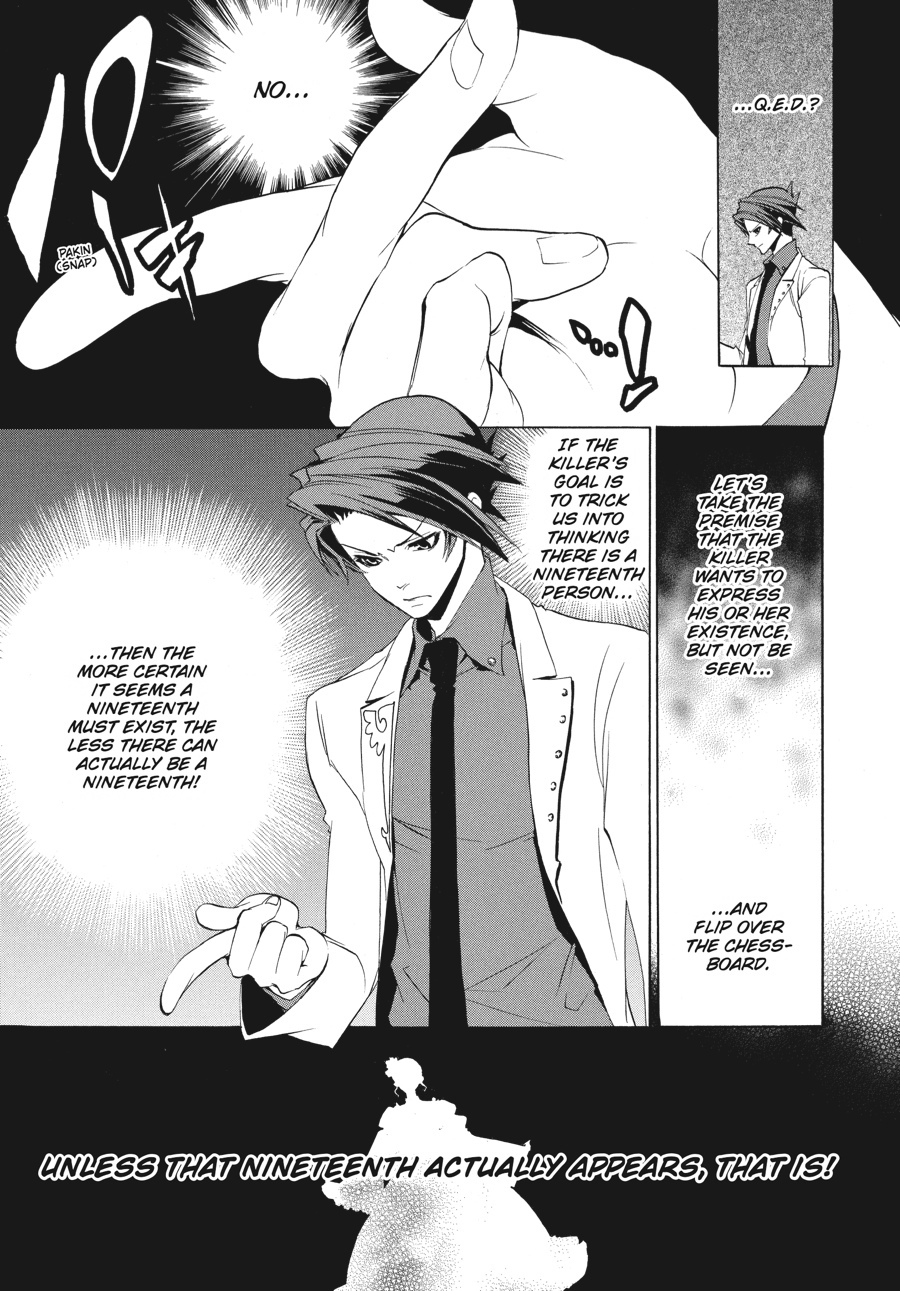 ...Q.E.D.?
NO...
パキン
PAKIN
(SNAP)
...!
LET'S
TAKE THE
PREMISE
THAT THE
KILLER
WANTS TO
EXPRESS
HIS OR HER
EXISTENCE,
BUT NOT BE
SEEN...
...AND
FLIP OVER
THE CHESS-
BOARD.
IF THE
KILLER'S
GOAL IS
TO TRICK
US INTO
THINKING
THERE IS A
NINETEENTH
PERSON...
...THEN THE
MORE CERTAIN
IT SEEMS A
NINETEENTH
MUST EXIST, THE
LESS THERE CAN
ACTUALLY BE A
NINETEENTH!
UNLESS THAT NINETEENTH ACTUALLY APPEARS, THAT IS!